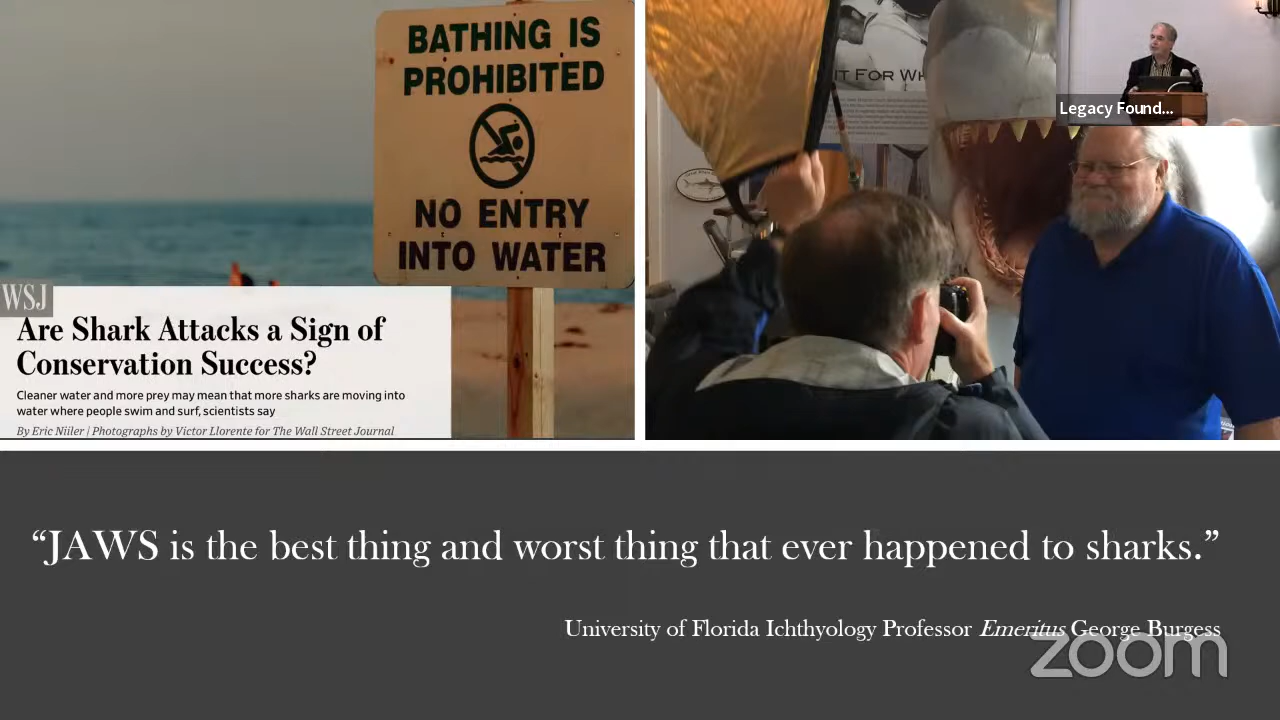 BATHING IS
PROHIBITED
NO ENTRY
INTO WATER
WSJ
Are Shark Attacks a Sign of
Conservation Success?
Cleaner water and more prey may mean that more sharks are moving into
water where people swim and surf, scientists say
By Eric Niiler | Photographs by Victor Llorente for The Wall Street Journal
Legacy Found...
“JAWS is the best thing and worst thing that ever happened to sharks.”
University of Florida Ichthyology Professor Emeritus George Burgess
zoom